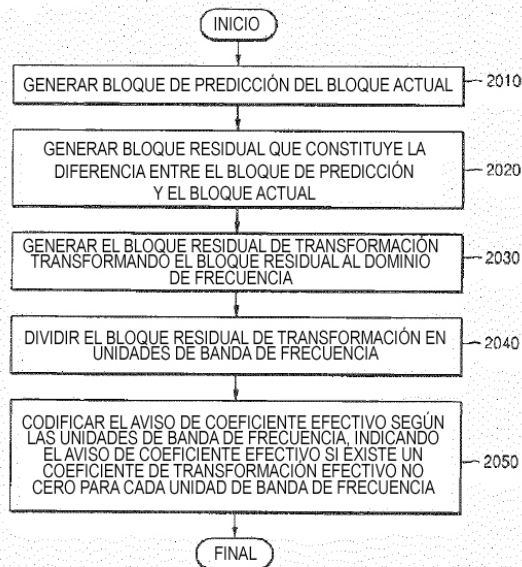 INICIO
GENERAR BLOQUE DE PREDICCIÓN DEL BLOQUE ACTUAL
2010
GENERAR BLOQUE RESIDUAL QUE CONSTITUYE LA
DIFERENCIA ENTRE EL BLOQUE DE PREDICCIÓN
Y EL BLOQUE ACTUAL
2020
GENERAR EL BLOQUE RESIDUAL DE TRANSFORMACIÓN
TRANSFORMANDO EL BLOQUE RESIDUAL AL DOMINIO
DE FRECUENCIA
2030
DIVIDIR EL BLOQUE RESIDUAL DE TRANSFORMACIÓN EN
UNIDADES DE BANDA DE FRECUENCIA
2040
CODIFICAR EL AVISO DE COEFICIENTE EFECTIVO SEGÚN
LAS UNIDADES DE BANDA DE FRECUENCIA, INDICANDO
EL AVISO DE COEFICIENTE EFECTIVO SI EXISTE UN
COEFICIENTE DE TRANSFORMACIÓN EFECTIVO NO
CERO PARA CADA UNIDAD DE BANDA DE FRECUENCIA
2050
FINAL